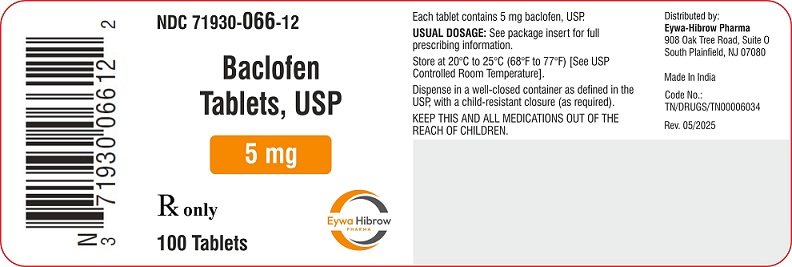 N
3 71930 06612 2
NDC 71930-066-12
Baclofen
Tablets, USP
5 mg
Rx only
100 Tablets
Eywa Hibrow
PHARMA
Each tablet contains 5 mg baclofen, USP.
USUAL DOSAGE: See package insert for full
prescribing information.
Store at 20°C to 25°C (68°F to 77°F) [See USP
Controlled Room Temperature].
Dispense in a well-closed container as defined in the
USP, with a child-resistant closure (as required).
KEEP THIS AND ALL MEDICATIONS OUT OF THE
REACH OF CHILDREN.
Distributed by:
Eywa-Hibrow Pharma
908 Oak Tree Road, Suite O
South Plainfield, NJ 07080
Made In India
Code No.:
TN/DRUGS/TN00006034
Rev. 05/2025